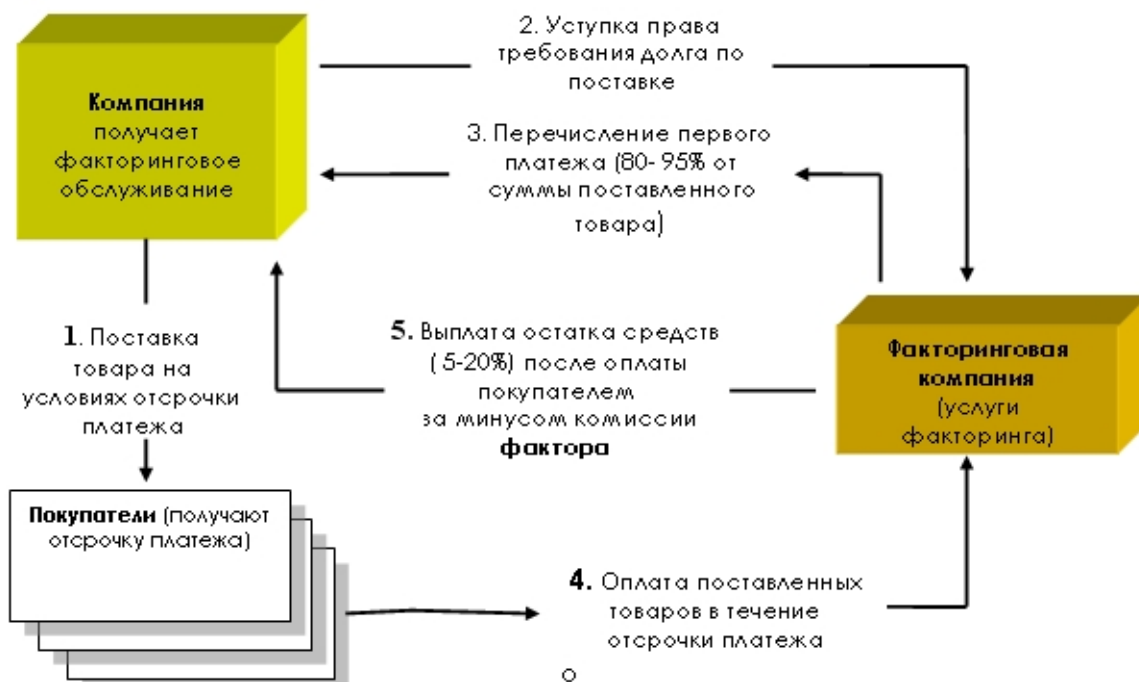 2. Уступка права
требования долга по
поставке
Компания
получает
факторинговое
обслуживание
3. Перечисление первого
платежа (80- 95% от
суммы поставленного
товара)
1. Поставка
товара на
условиях отсрочки
платежа
5. Выплата остатка средств
( 5-20%) после оплаты
покупателем
за минусом комиссии
фактора
Факторинговая
компания
(услуги
факторинга)
Покупатели (получают
отсрочку платежа)
4. Оплата поставленных
товаров в течение
отсрочки платежа